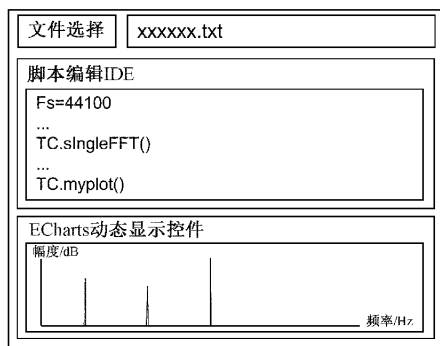 文件选择
xxxxxx.txt
脚本编辑IDE
Fs=44100
...
TC.sIngleFFT()
...
TC.myplot()
ECharts动态显示控件
幅度/dB
频率/Hz